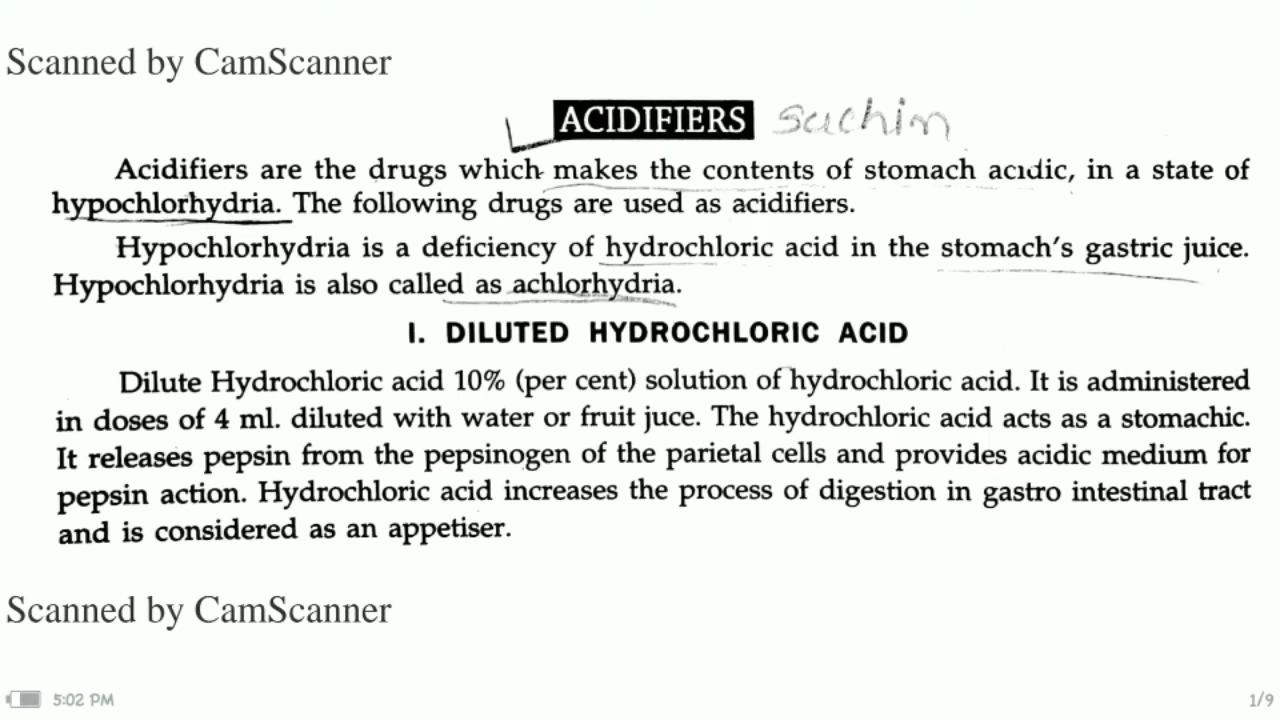 Scanned by CamScanner
ACIDIFIERS sachin
Acidifiers are the drugs which makes the contents of stomach acidic, in a state of
hypochlorhydria. The following drugs are used as acidifiers.
Hypochlorhydria is a deficiency of hydrochloric acid in the stomach's gastric juice.
Hypochlorhydria is also called as achlorhydria.
I. DILUTED HYDROCHLORIC ACID
Dilute Hydrochloric acid 10% (per cent) solution of hydrochloric acid. It is administered
in doses of 4 ml. diluted with water or fruit juce. The hydrochloric acid acts as a stomachic.
It releases pepsin from the pepsinogen of the parietal cells and provides acidic medium for
pepsin action. Hydrochloric acid increases the process of digestion in gastro intestinal tract
and is considered as an appetiser.
Scanned by CamScanner
5:02 PM
1/9